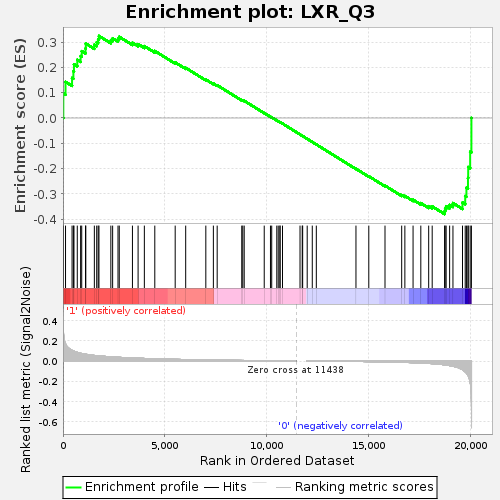 Enrichment plot: LXR_Q3
Enrichment score (ES)
0.3
0.2
0.1
0.0
-0.1
-0.2
-0.3
-0.4
'1' (positively correlated)
Ranked list metric (Signal2Noise)
0.4
0.2
0.0
-0.2
-0.4
-0.6
Zero cross at 11438
'0' (negatively correlated)
0
5,000
10,000
15,000
20,000
Rank in Ordered Dataset
Enrichment profile
Hits
Ranking metric scores